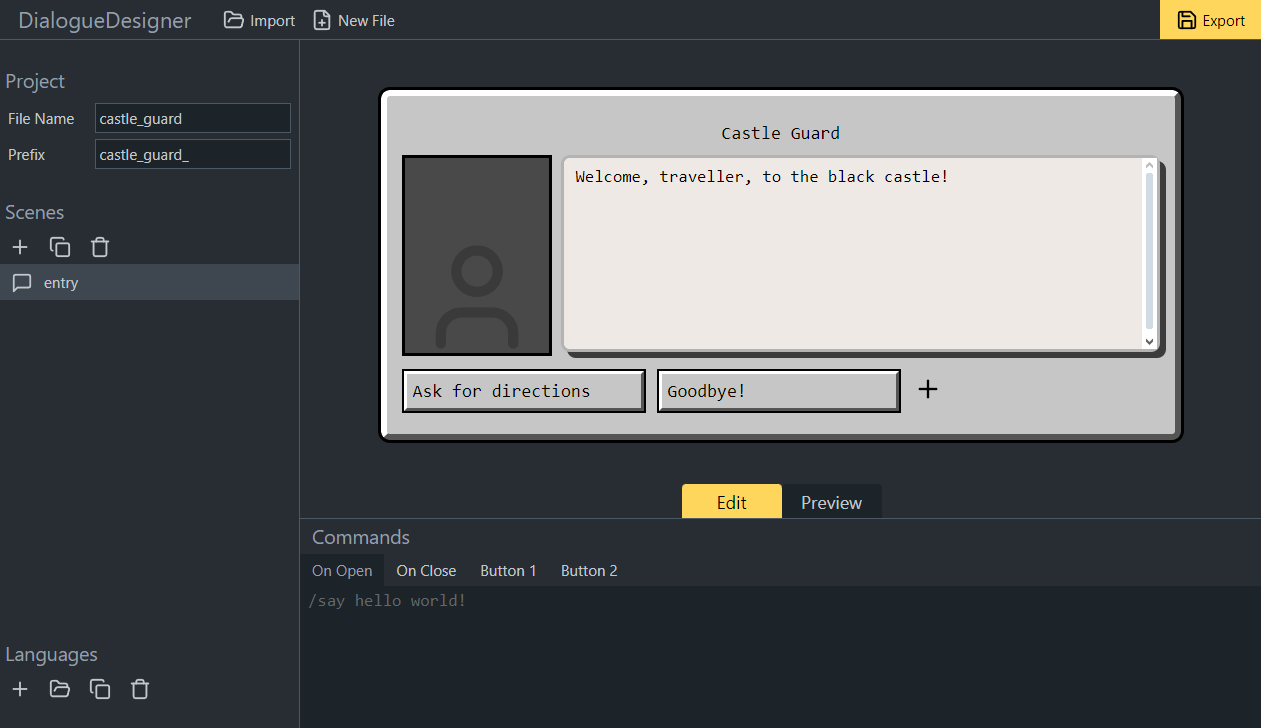 DialogueDesigner Import New File Export
Project
File Name castle_guard
Prefix castle_guard_
Scenes
entry
Castle Guard
Welcome, traveller, to the black castle!
Ask for directions Goodbye!
Edit Preview
Commands
On Open On Close Button 1 Button 2
/say hello world!
Languages